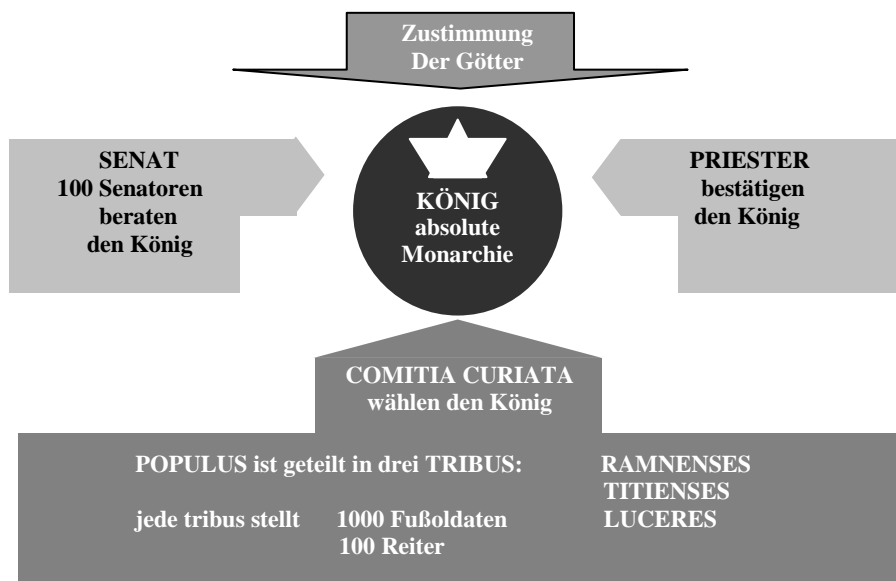 Zustimmung
Der Götter
SENAT
100 Senatoren
beraten
den König
KÖNIG
absolute
Monarchie
PRIESTER
bestätigen
den König
COMITIA CURIATA
wählen den König
POPULUS ist geteilt in drei TRIBUS: RAMNENSES
TITIENSES
jede tribus stellt 1000 Fußoldaten LUCERES
100 Reiter